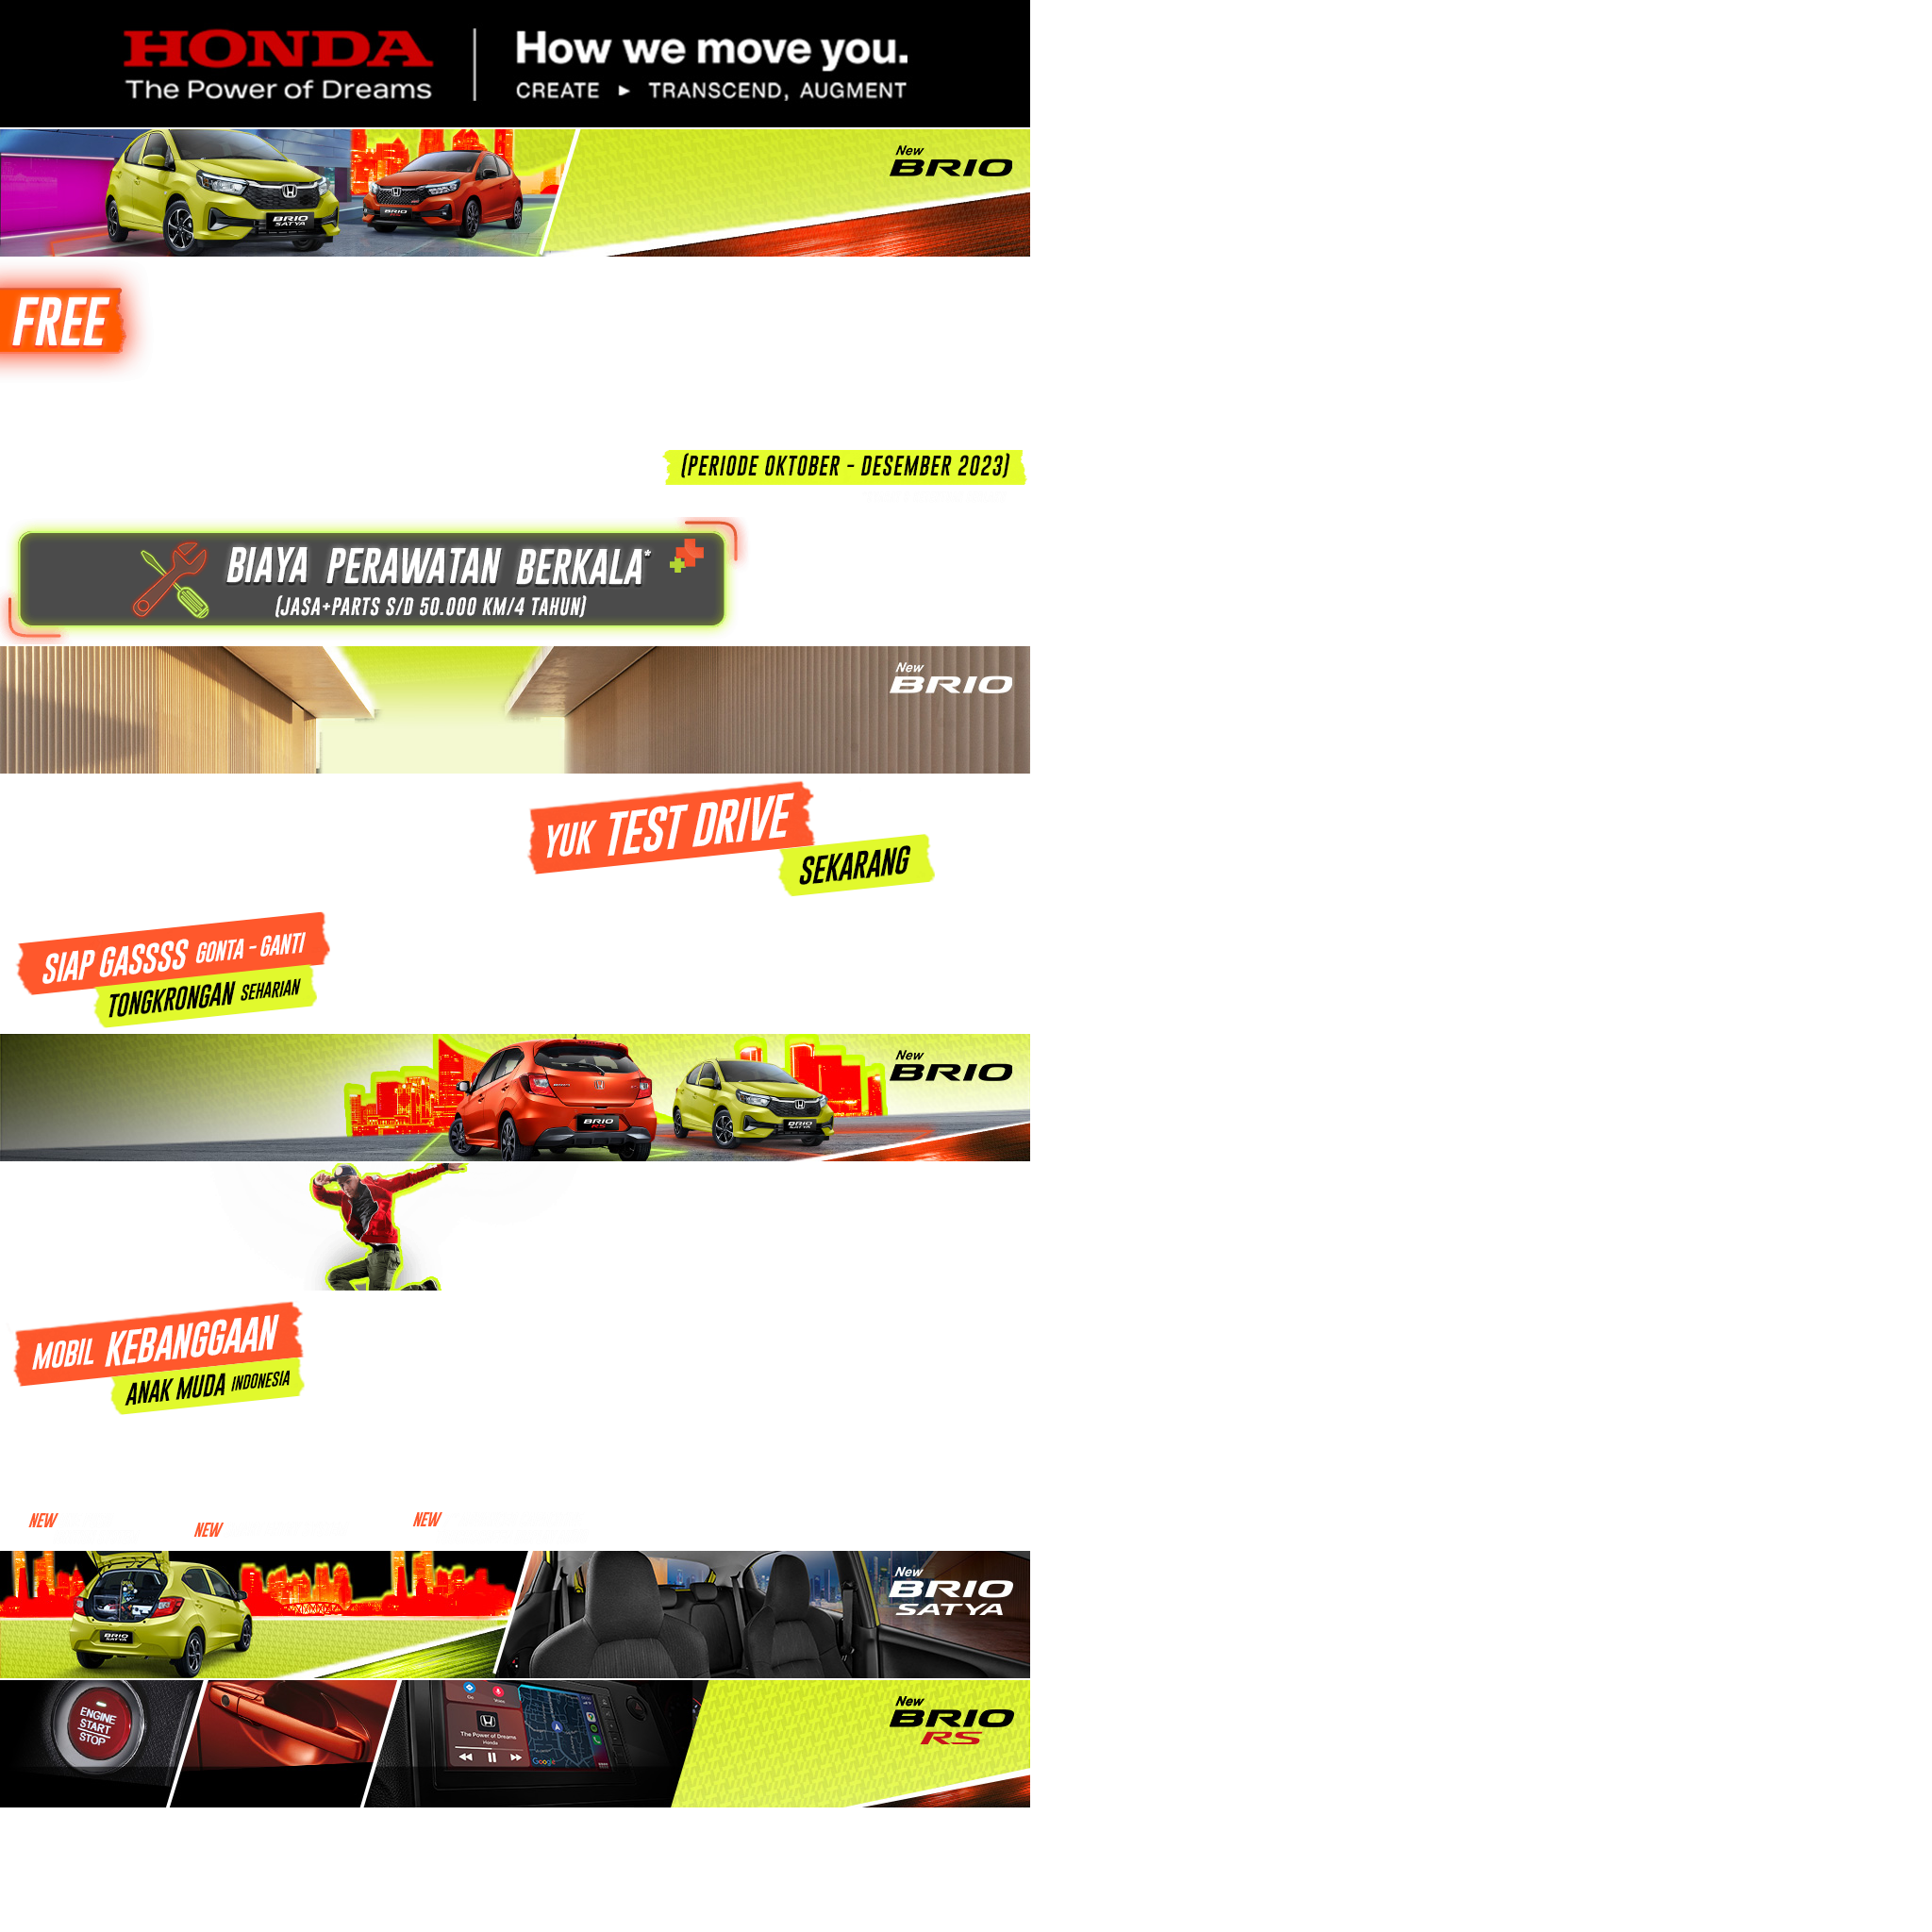 HONDA
The Power of Dreams
How we move you.
CREATE ▸ TRANSCEND, AUGMENT
New
BRIO
BRIO
SATYA
BRIO
FREE
(PERIODE OKTOBER - DESEMBER 2023)
BIAYA PERAWATAN BERKALA*
(JASA+PARTS S/D 50.000 KM/4 TAHUN)
New
BRIO
YUK TEST DRIVE
SEKARANG
SIAP GASSSS GONTA - GANTI
TONGKRONGAN SEHARIAN
New
BRIO
BRIO
RS
BRIO
SATYA
MOBIL KEBANGGAAN
ANAK MUDA INDONESIA
NEW
NEW
NEW
New
BRIO
SATYA
BRIO
SATYA
ENGINE
START
STOP
The Power of Dreams
Honda
Google
New
BRIO
RS